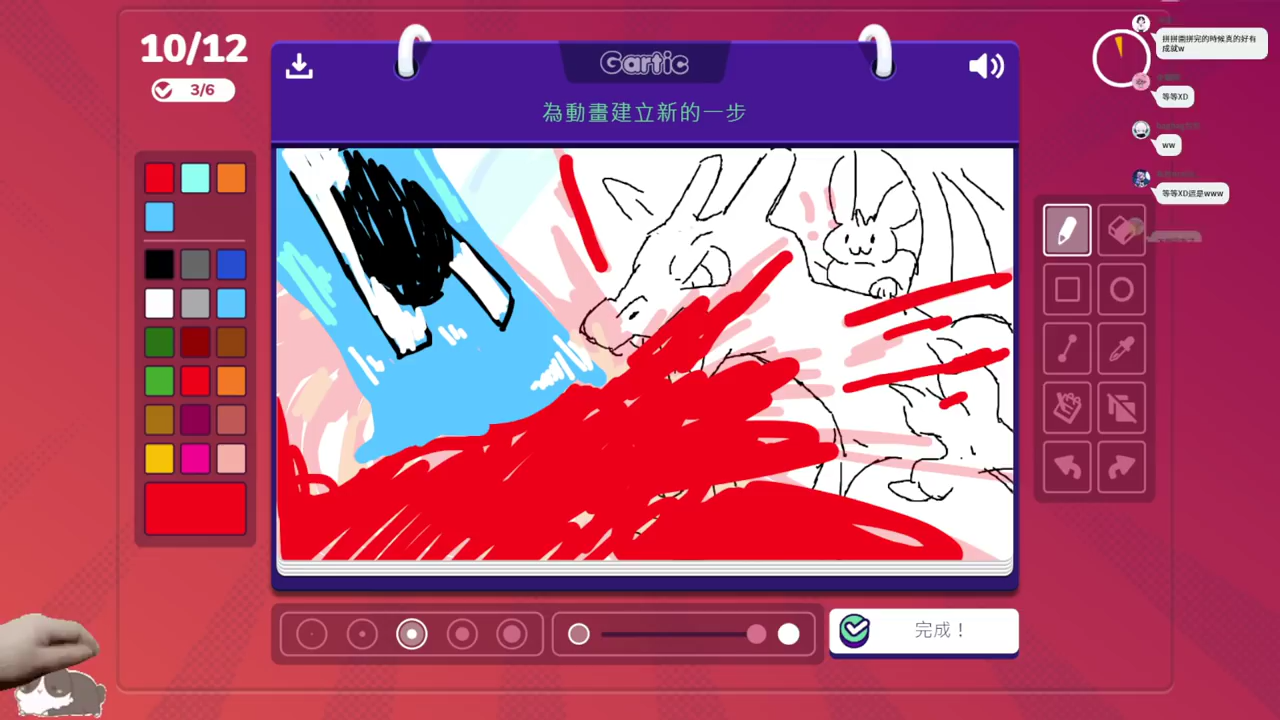 10/12
3/6
Gartic
為動畫建立新的一步
拼拼圖拼完的時候真的好有
成就w
等等XD
ww
等等XD這是www
完成！